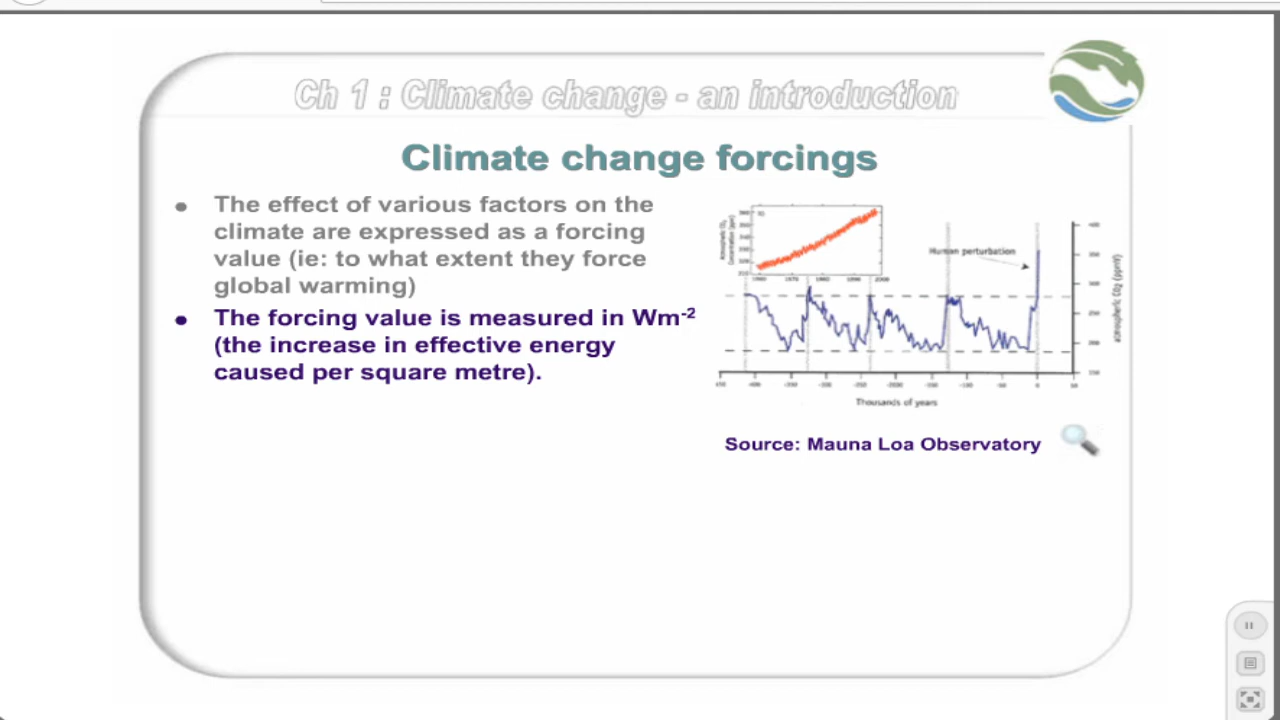 Ch 1 : Climate change - an introduction
Climate change forcings
• The effect of various factors on the
climate are expressed as a forcing
value (ie: to what extent they force
global warming)
• The forcing value is measured in Wm-2
(the increase in effective energy
caused per square metre).
Human perturbation
Thousands of years
Source: Mauna Loa Observatory